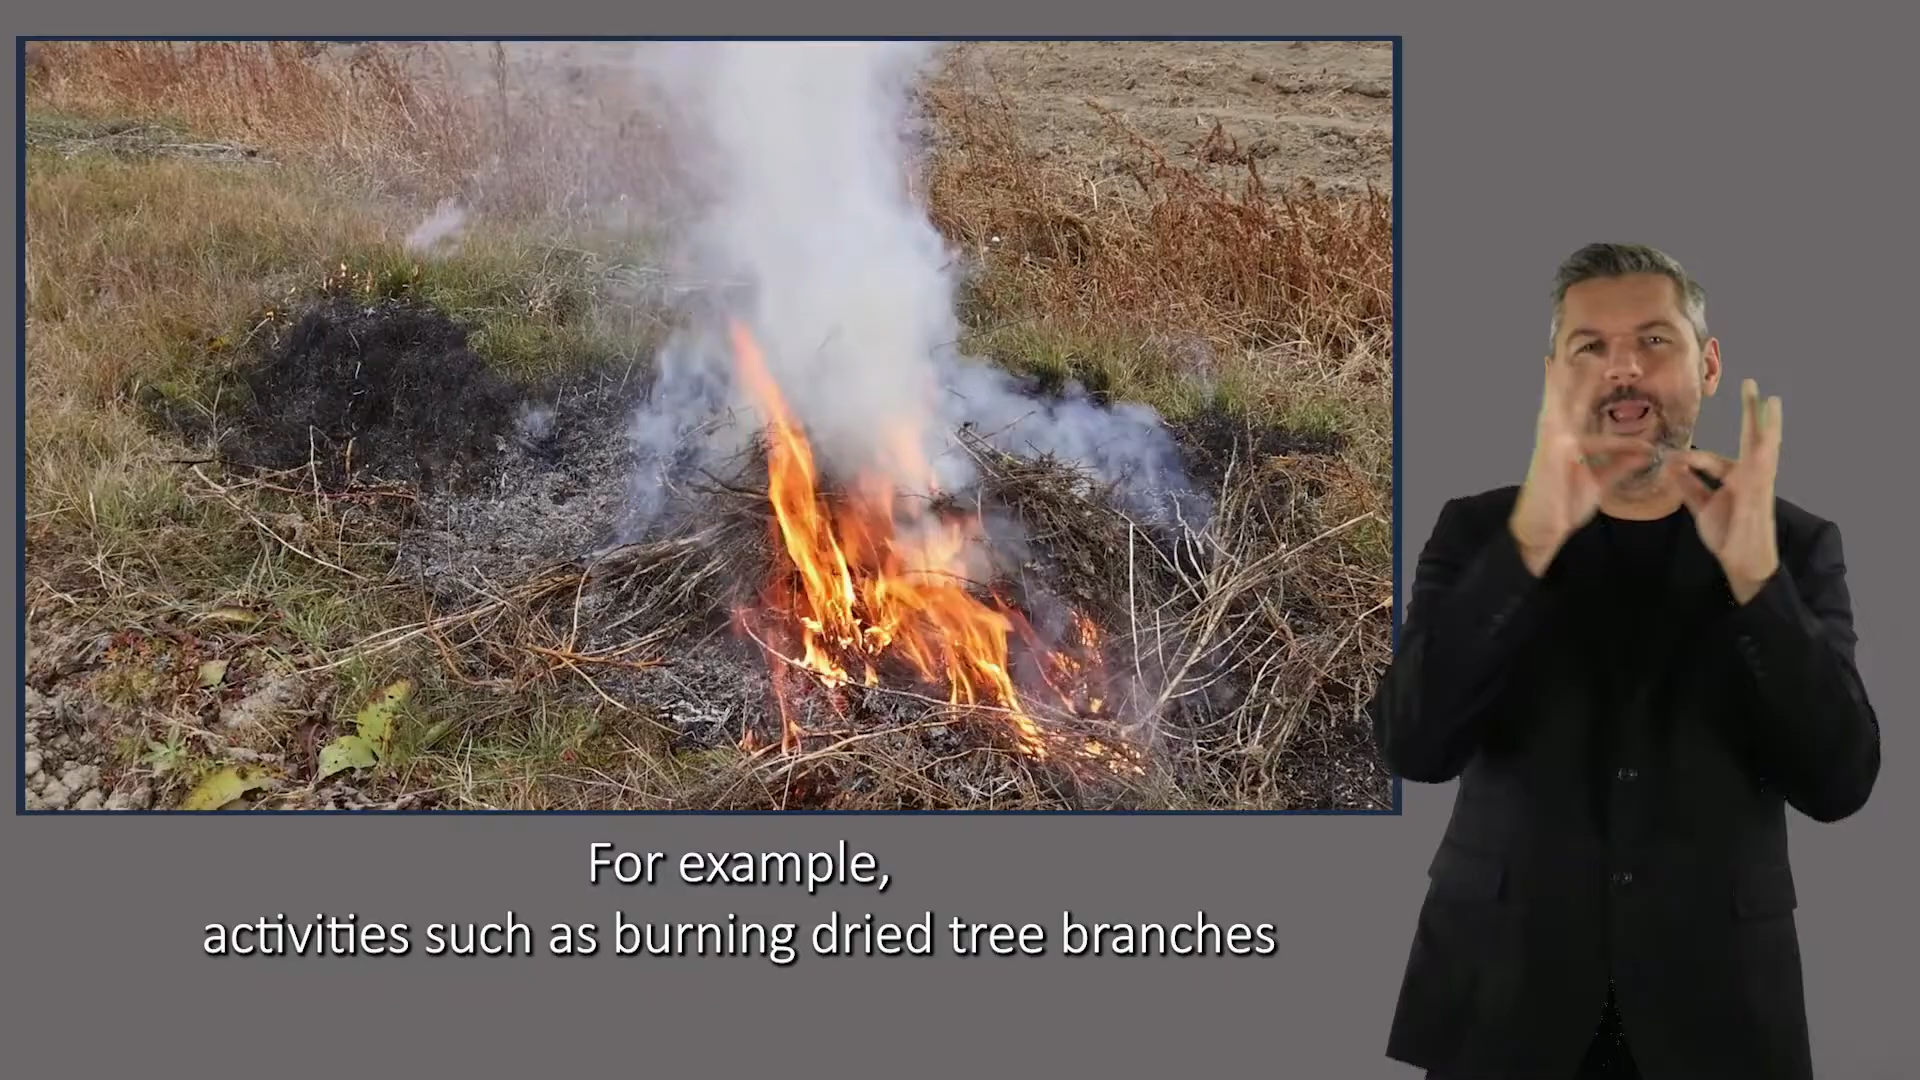 For example,
activities such as burning dried tree branches